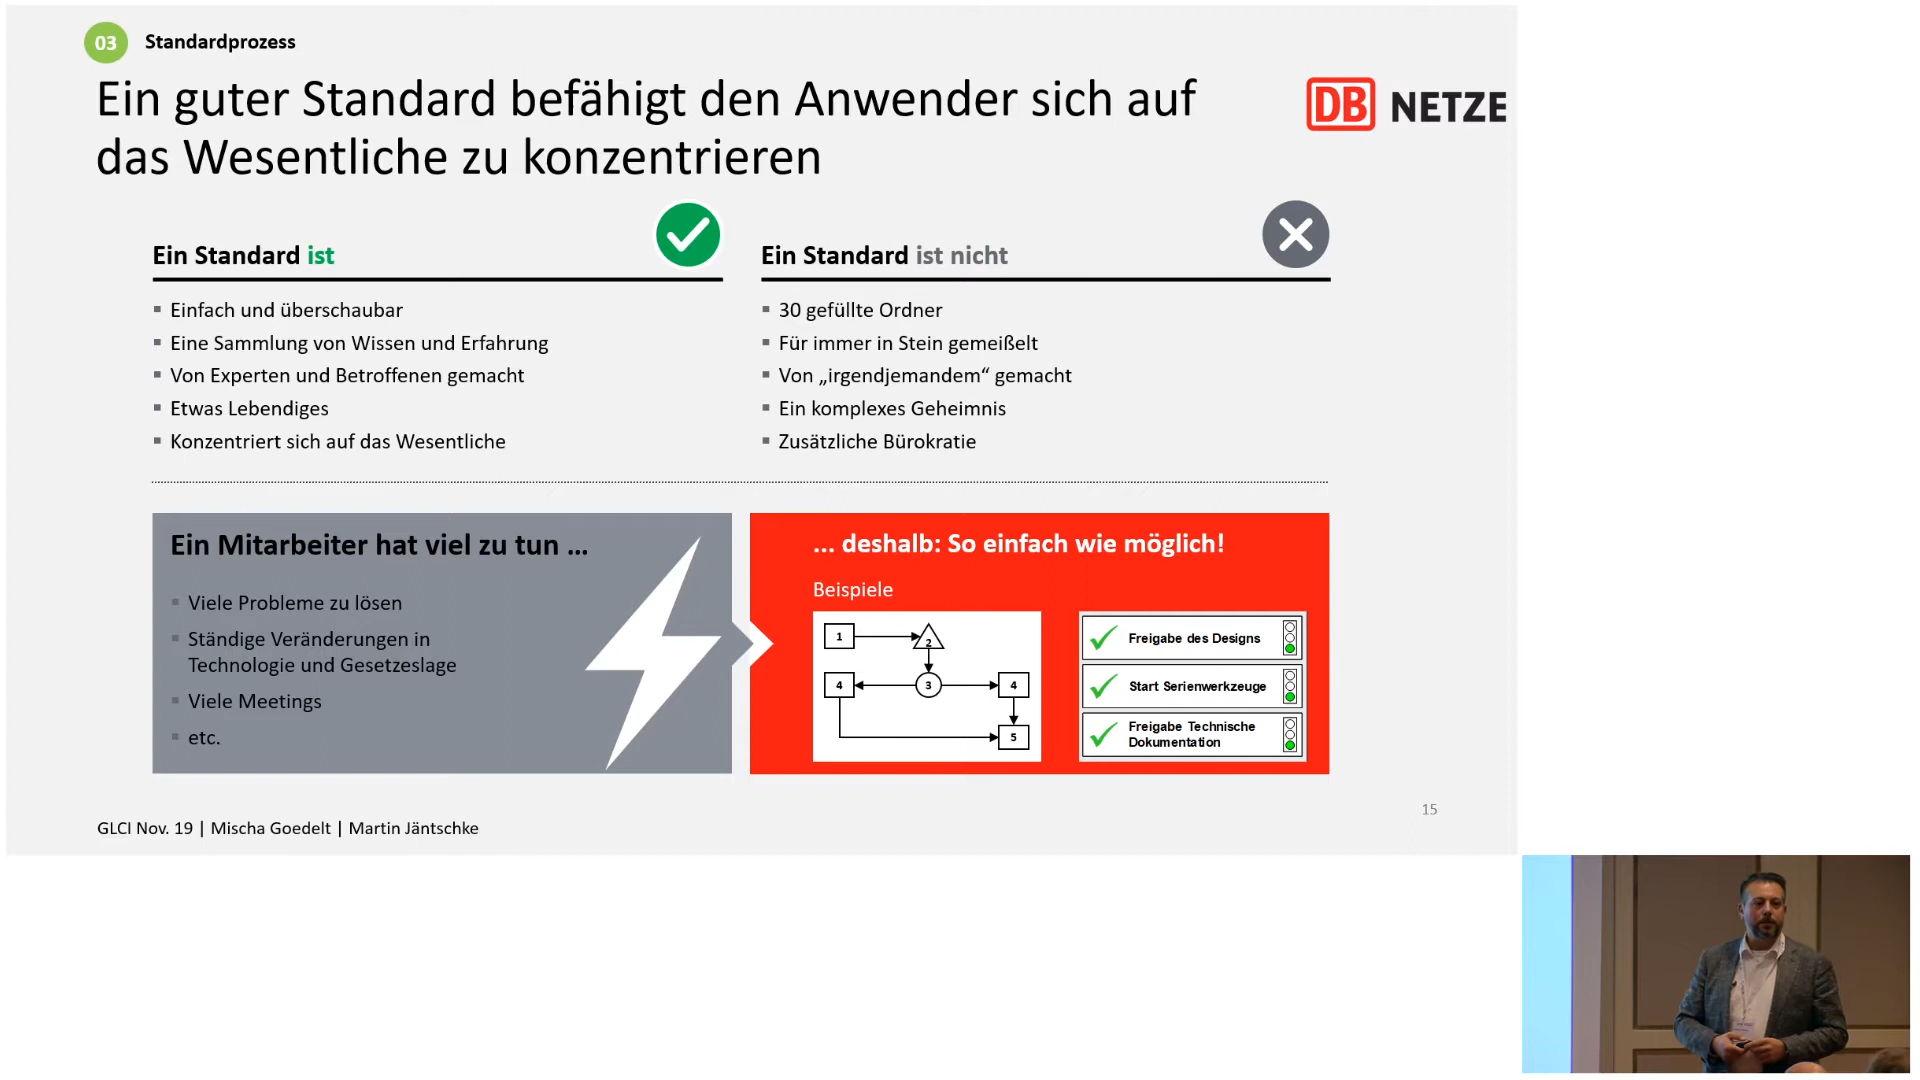 03 Standardprozess
Ein guter Standard befähigt den Anwender sich auf
das Wesentliche zu konzentrieren
DB NETZE
Ein Standard ist
Einfach und überschaubar
Eine Sammlung von Wissen und Erfahrung
Von Experten und Betroffenen gemacht
Etwas Lebendiges
Konzentriert sich auf das Wesentliche
Ein Standard ist nicht
30 gefüllte Ordner
Für immer in Stein gemeißelt
Von „irgendjemandem“ gemacht
Ein komplexes Geheimnis
Zusätzliche Bürokratie
Ein Mitarbeiter hat viel zu tun ...
Viele Probleme zu lösen
Ständige Veränderungen in
Technologie und Gesetzeslage
Viele Meetings
etc.
... deshalb: So einfach wie möglich!
Beispiele
1
2
4
3
4
5
Freigabe des Designs
Start Serienwerkzeuge
Freigabe Technische
Dokumentation
15
GLCI Nov. 19 | Mischa Goedelt | Martin Jäntschke